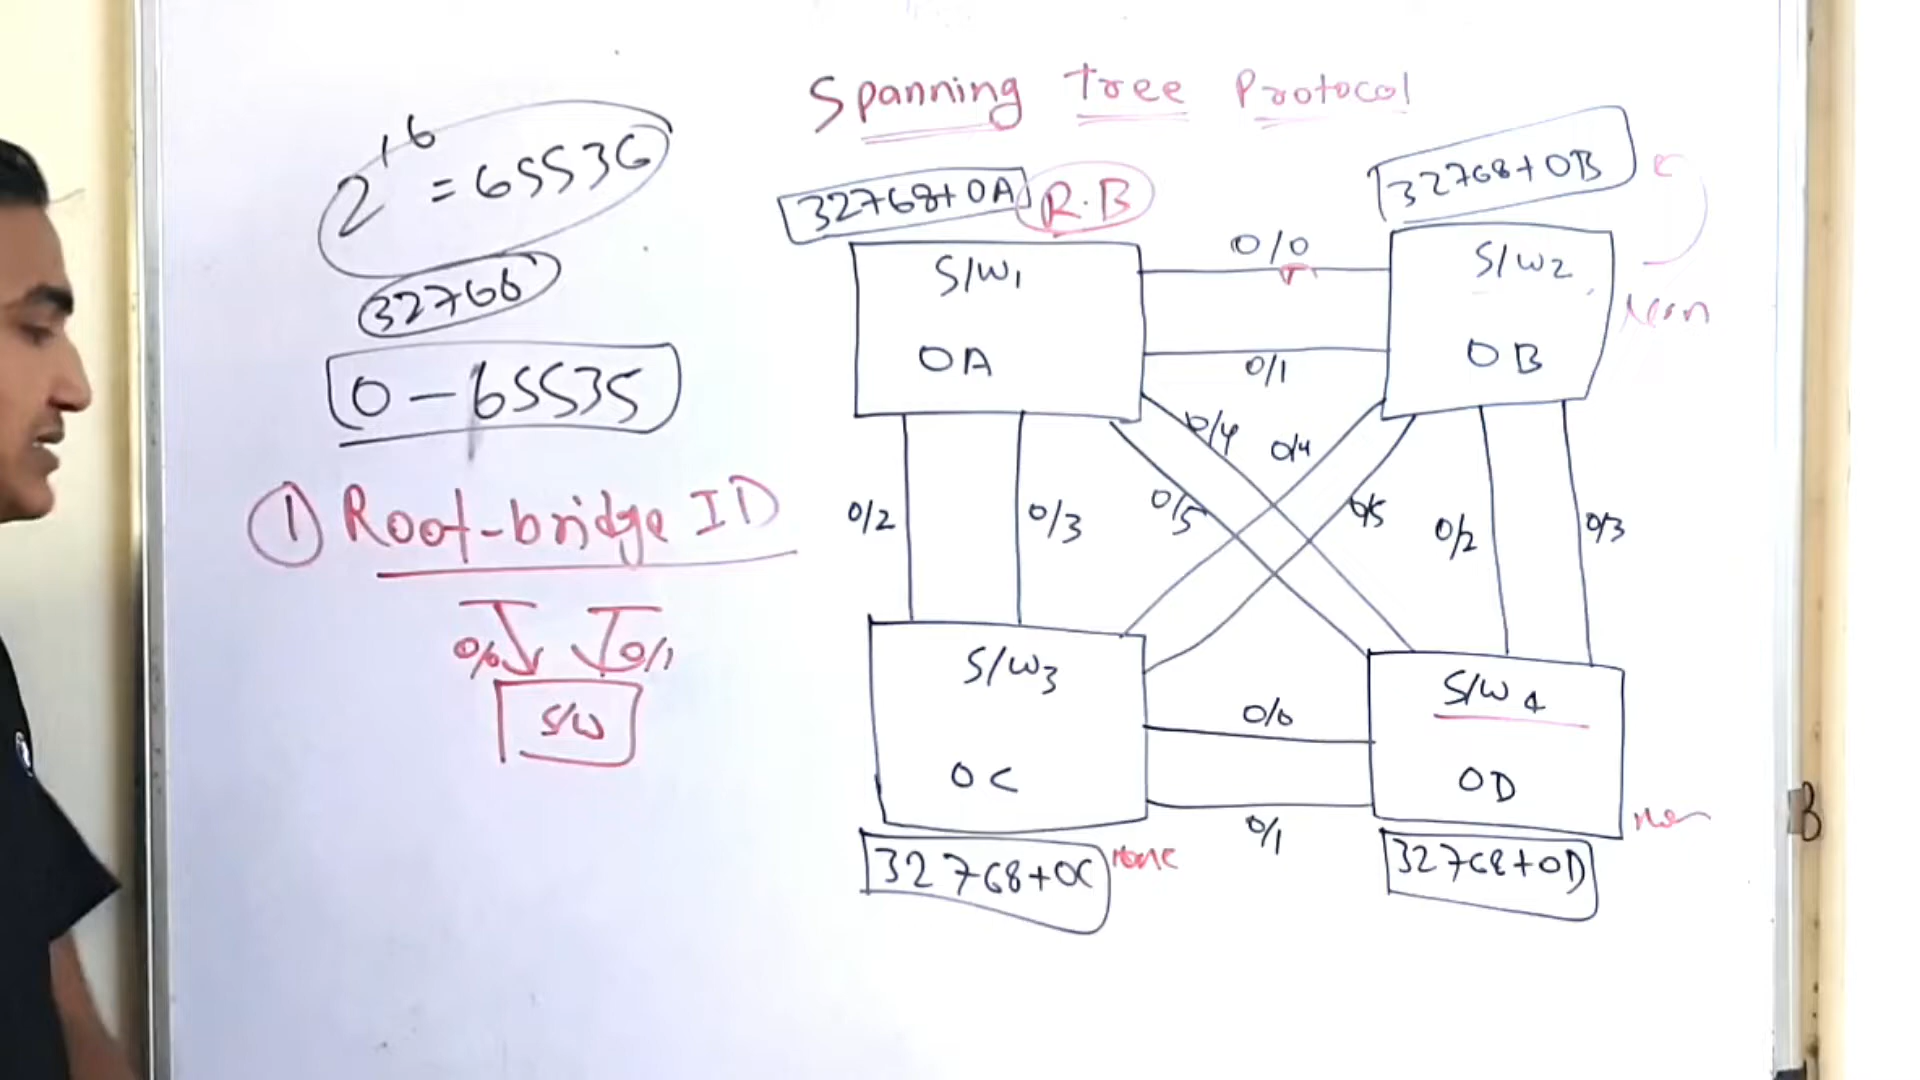 Spanning Tree Protocol
2^16 = 65536
32768
0 - 65535
① Root-bridge ID
0/0 0/1
S/W
32768+0A R.B
32768+0B
S/W1
0A
0/0
0/1
S/W2
0B
0/4
0/4
0/5
0/5
0/2
0/3
0/2
0/3
S/W3
0C
0/0
0/1
S/W4
0D
32768+0C none
32768+0D
B